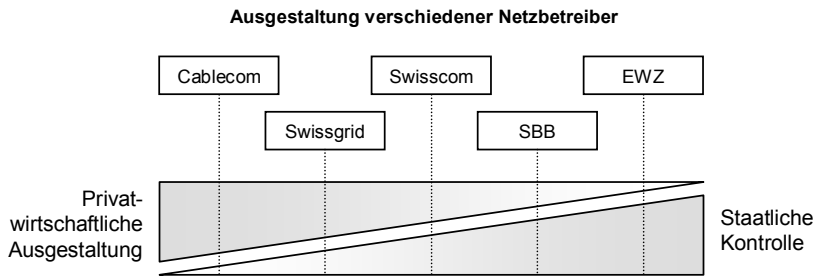 Ausgestaltung verschiedener Netzbetreiber
Cablecom
Swisscom
EWZ
Swissgrid
SBB
Privat-
wirtschaftliche
Ausgestaltung
Staatliche
Kontrolle